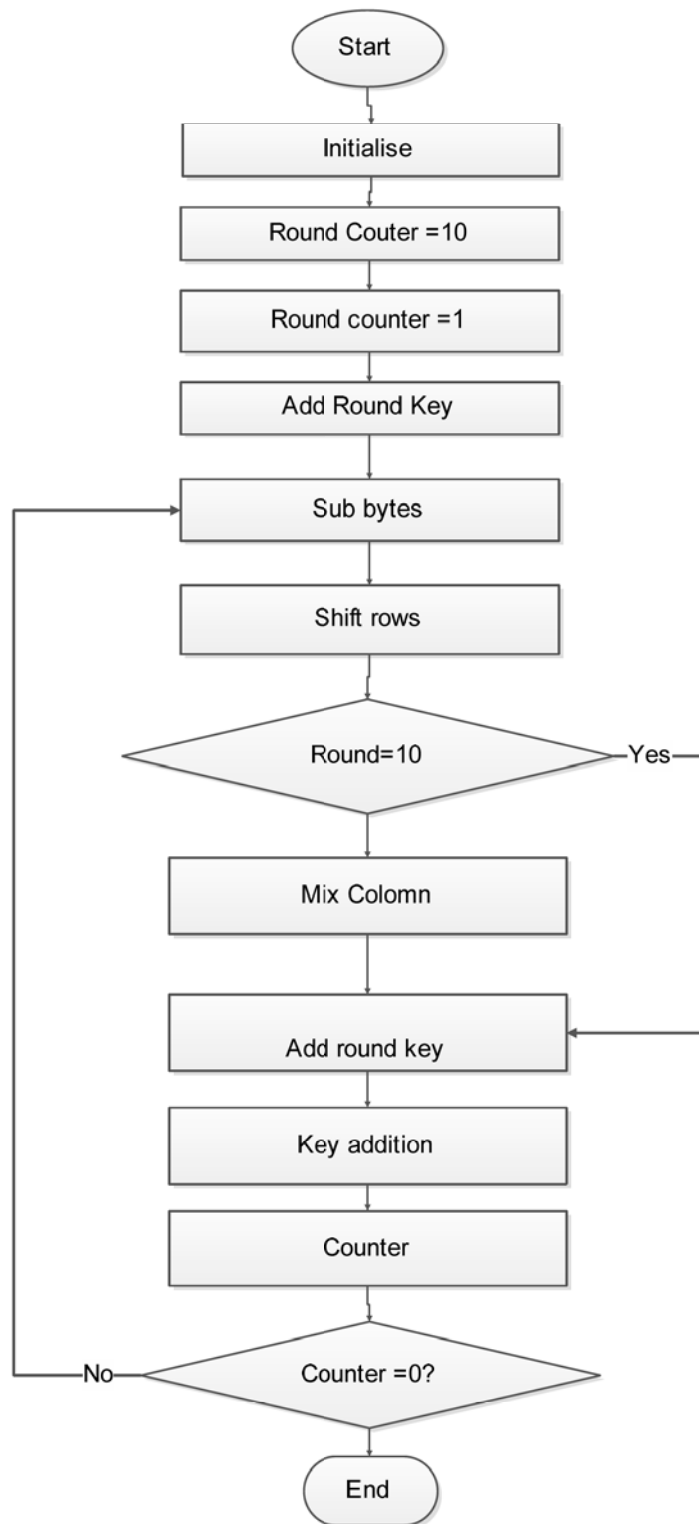 Start
Initialise
Round Couter =10
Round counter =1
Add Round Key
Sub bytes
Shift rows
Round=10
Yes
Mix Colomn
Add round key
Key addition
Counter
No
Counter =0?
End